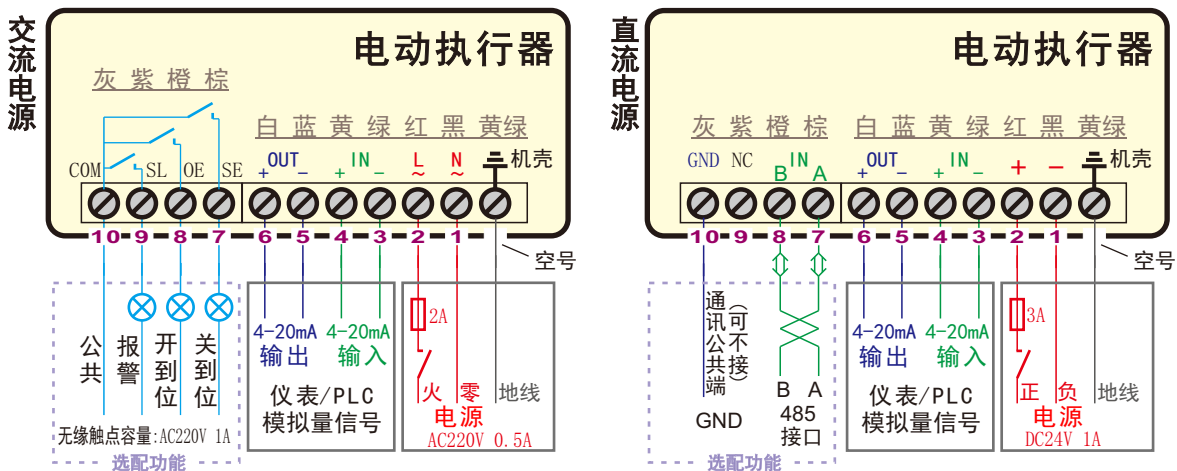 交流电源
电动执行器
灰 紫 橙 棕
白 蓝 黄 绿 红 黑 黄绿
OUT IN L N 机壳
+ − + − ~ ~
COM SL OE SE
10 9 8 7 6 5 4 3 2 1
空号
2A
公共
报警
开到位
关到位
4-20mA 4-20mA
输出 输入
仪表/PLC
模拟量信号
火 零 地线
电源
AC220V 0.5A
无缘触点容量:AC220V 1A
选配功能
直流电源
电动执行器
灰 紫 橙 棕 白 蓝 黄 绿 红 黑 黄绿
GND NC IN OUT IN + − 机壳
B A + − + −
10 9 8 7 6 5 4 3 2 1
空号
3A
通讯公共端
(可不接)
GND
B A
485
接口
4-20mA 4-20mA
输出 输入
仪表/PLC
模拟量信号
正 负 地线
电源
DC24V 1A
选配功能